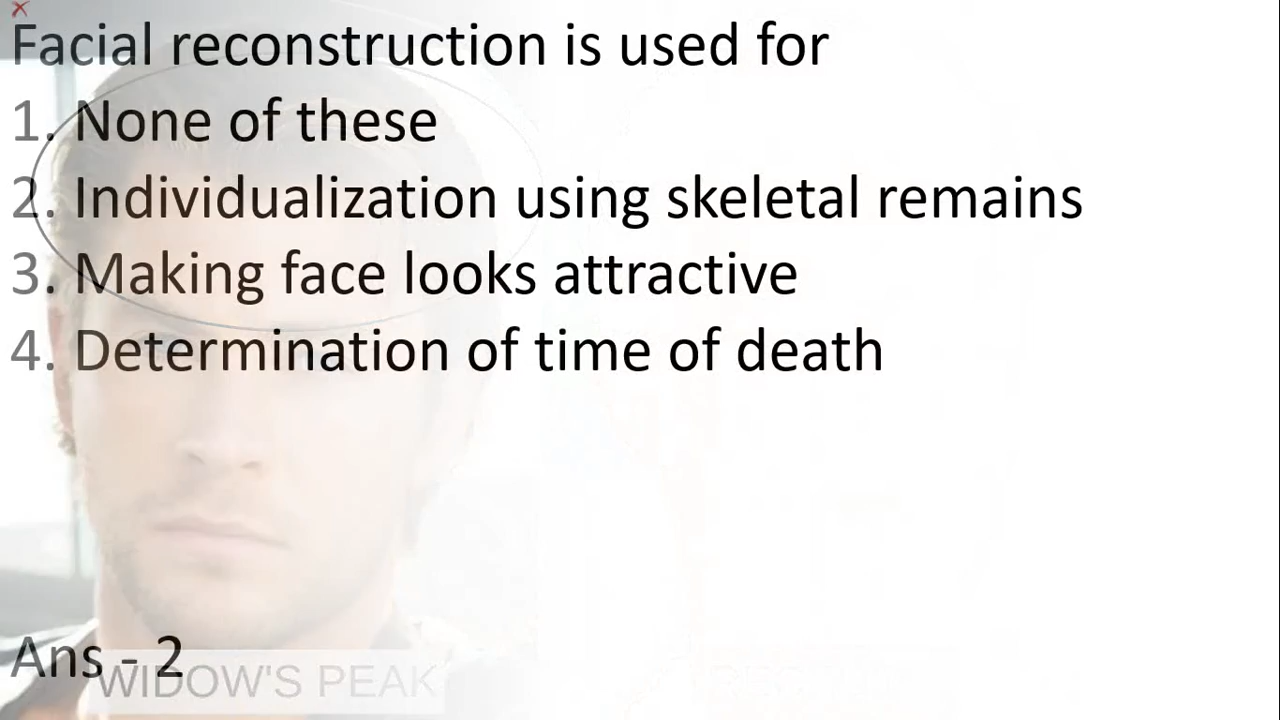 Facial reconstruction is used for
1. None of these
2. Individualization using skeletal remains
3. Making face looks attractive
4. Determination of time of death
Ans - 2
WIDOW'S PEAK